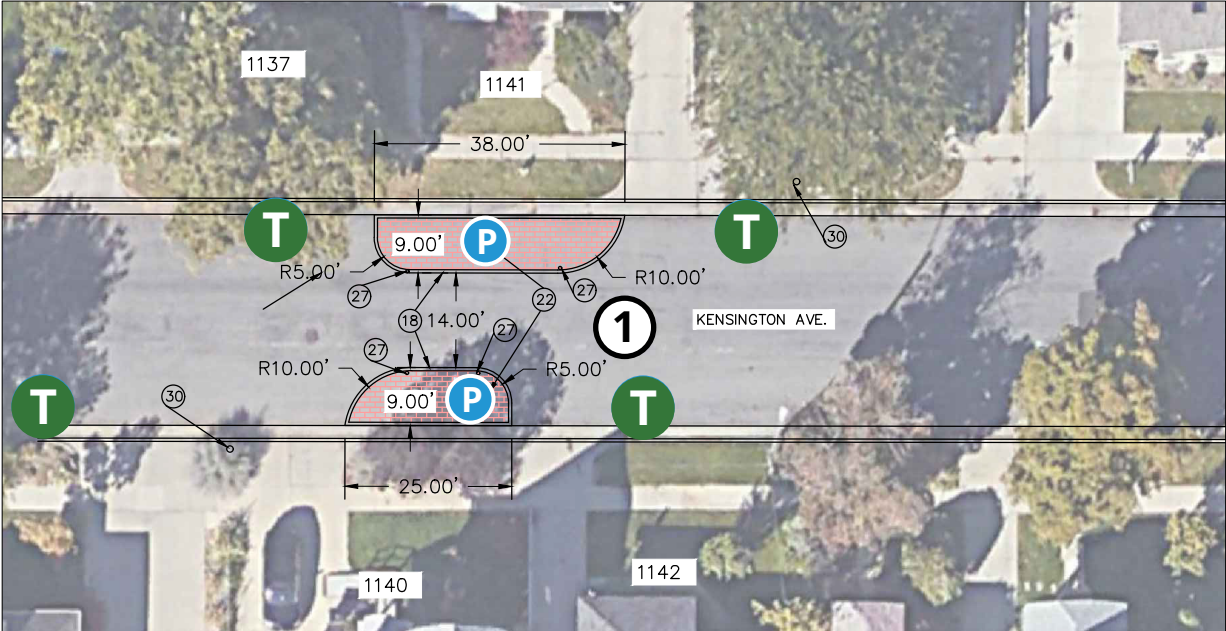 1137
1141
38.00'
T
9.00'
P
T
30
R5.00'
R10.00'
27
27
22
18
14.00'
27
1
KENSINGTON AVE.
27
R10.00'
R5.00'
30
T
9.00'
P
T
25.00'
1140
1142